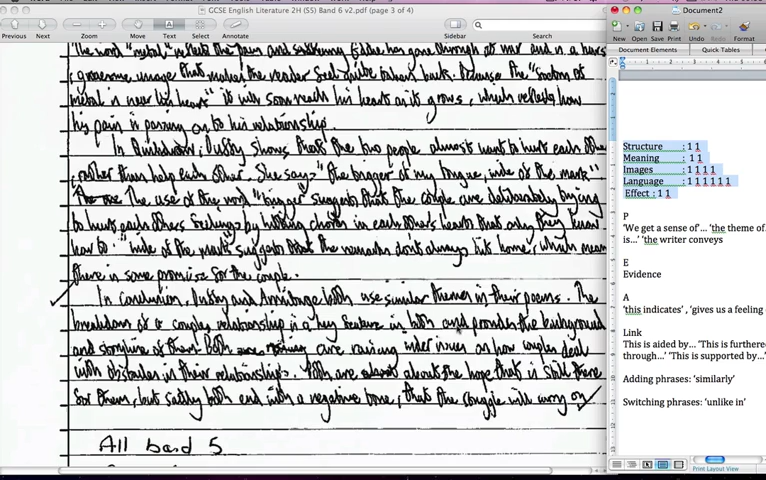 GCSE English Literature 2H (SS) Band 6 v2.pdf (page 3 of 4)
Previous Next Zoom Move Text Select Annotate Sidebar Search
The word "metal" reflects the pain and suffering Eddie has gone through at war and is a harsh
, gruesome image that makes the reader feel quite taken back. Because the
metal is near his heart" it will soon reach his heart as it grows, which reflects how
his pain is passing on to his relationship.
In Quickdraw, Duffy shows that the two people almost want to hurt each other
, rather than help each other. She says "the trigger of my tongue, wide of the mark"
The use of the word "trigger" suggests that the couple are deliberately trying
to hurt each others feelings by hitting chords in each other's hearts that only they know
how to. "wide of the mark" suggests that the remarks don't always hit home, which mean
there is some promise for the couple.
In conclusion, Duffy and Armitage both use similar themes in their poems. The
breakdown of a couples relationship is a key feature in both and provides the background
and storyline of them. Both are raising wider issues on how couples deal
with obstacles in their relationships. Both are about the hope that is still there
for them, but sadly both end with a negative tone, that the struggle will carry on
All band 5
Document2
New Open Save Print Undo Redo Format
Document Elements Quick Tables
Structure : 1 1
Meaning : 1 1
Images : 1 1 1 1
Language : 1 1 1 1 1 1
Effect : 1 1
P
'We get a sense of'... 'the theme of.
is...' 'the writer conveys
E
Evidence
A
'this indicates' , 'gives us a feeling
Link
This is aided by... 'This is furthere
through...' 'This is supported by...'
Adding phrases: 'similarly'
Switching phrases: 'unlike in'
Print Layout View